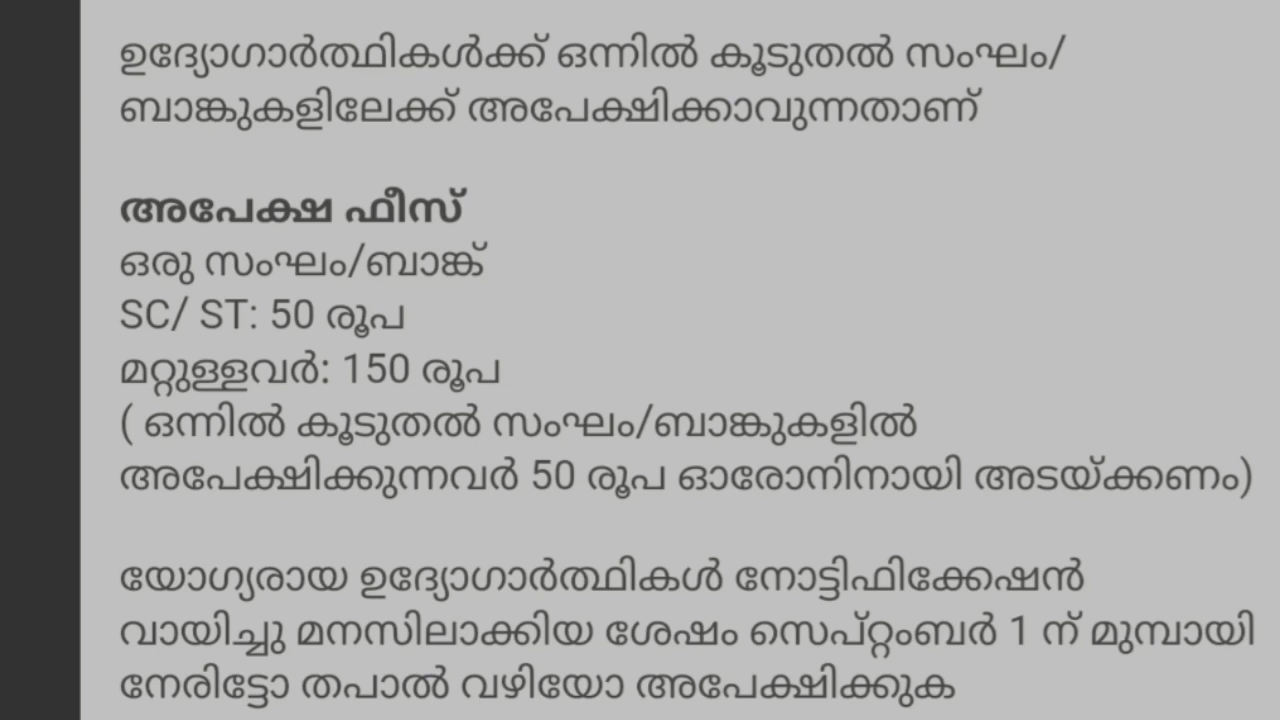 ഉദ്യോഗാർത്ഥികൾക്ക് ഒന്നിൽ കൂടുതൽ സംഘം/
ബാങ്കുകളിലേക്ക് അപേക്ഷിക്കാവുന്നതാണ്
അപേക്ഷ ഫീസ്
ഒരു സംഘം/ബാങ്ക്
SC/ ST: 50 രൂപ
മറ്റുള്ളവർ: 150 രൂപ
( ഒന്നിൽ കൂടുതൽ സംഘം/ബാങ്കുകളിൽ
അപേക്ഷിക്കുന്നവർ 50 രൂപ ഓരോനിനായി അടയ്ക്കണം)
യോഗ്യരായ ഉദ്യോഗാർത്ഥികൾ നോട്ടിഫിക്കേഷൻ
വായിച്ചു മനസിലാക്കിയ ശേഷം സെപ്റ്റംബർ 1 ന് മുമ്പായി
നേരിട്ടോ തപാൽ വഴിയോ അപേക്ഷിക്കുക